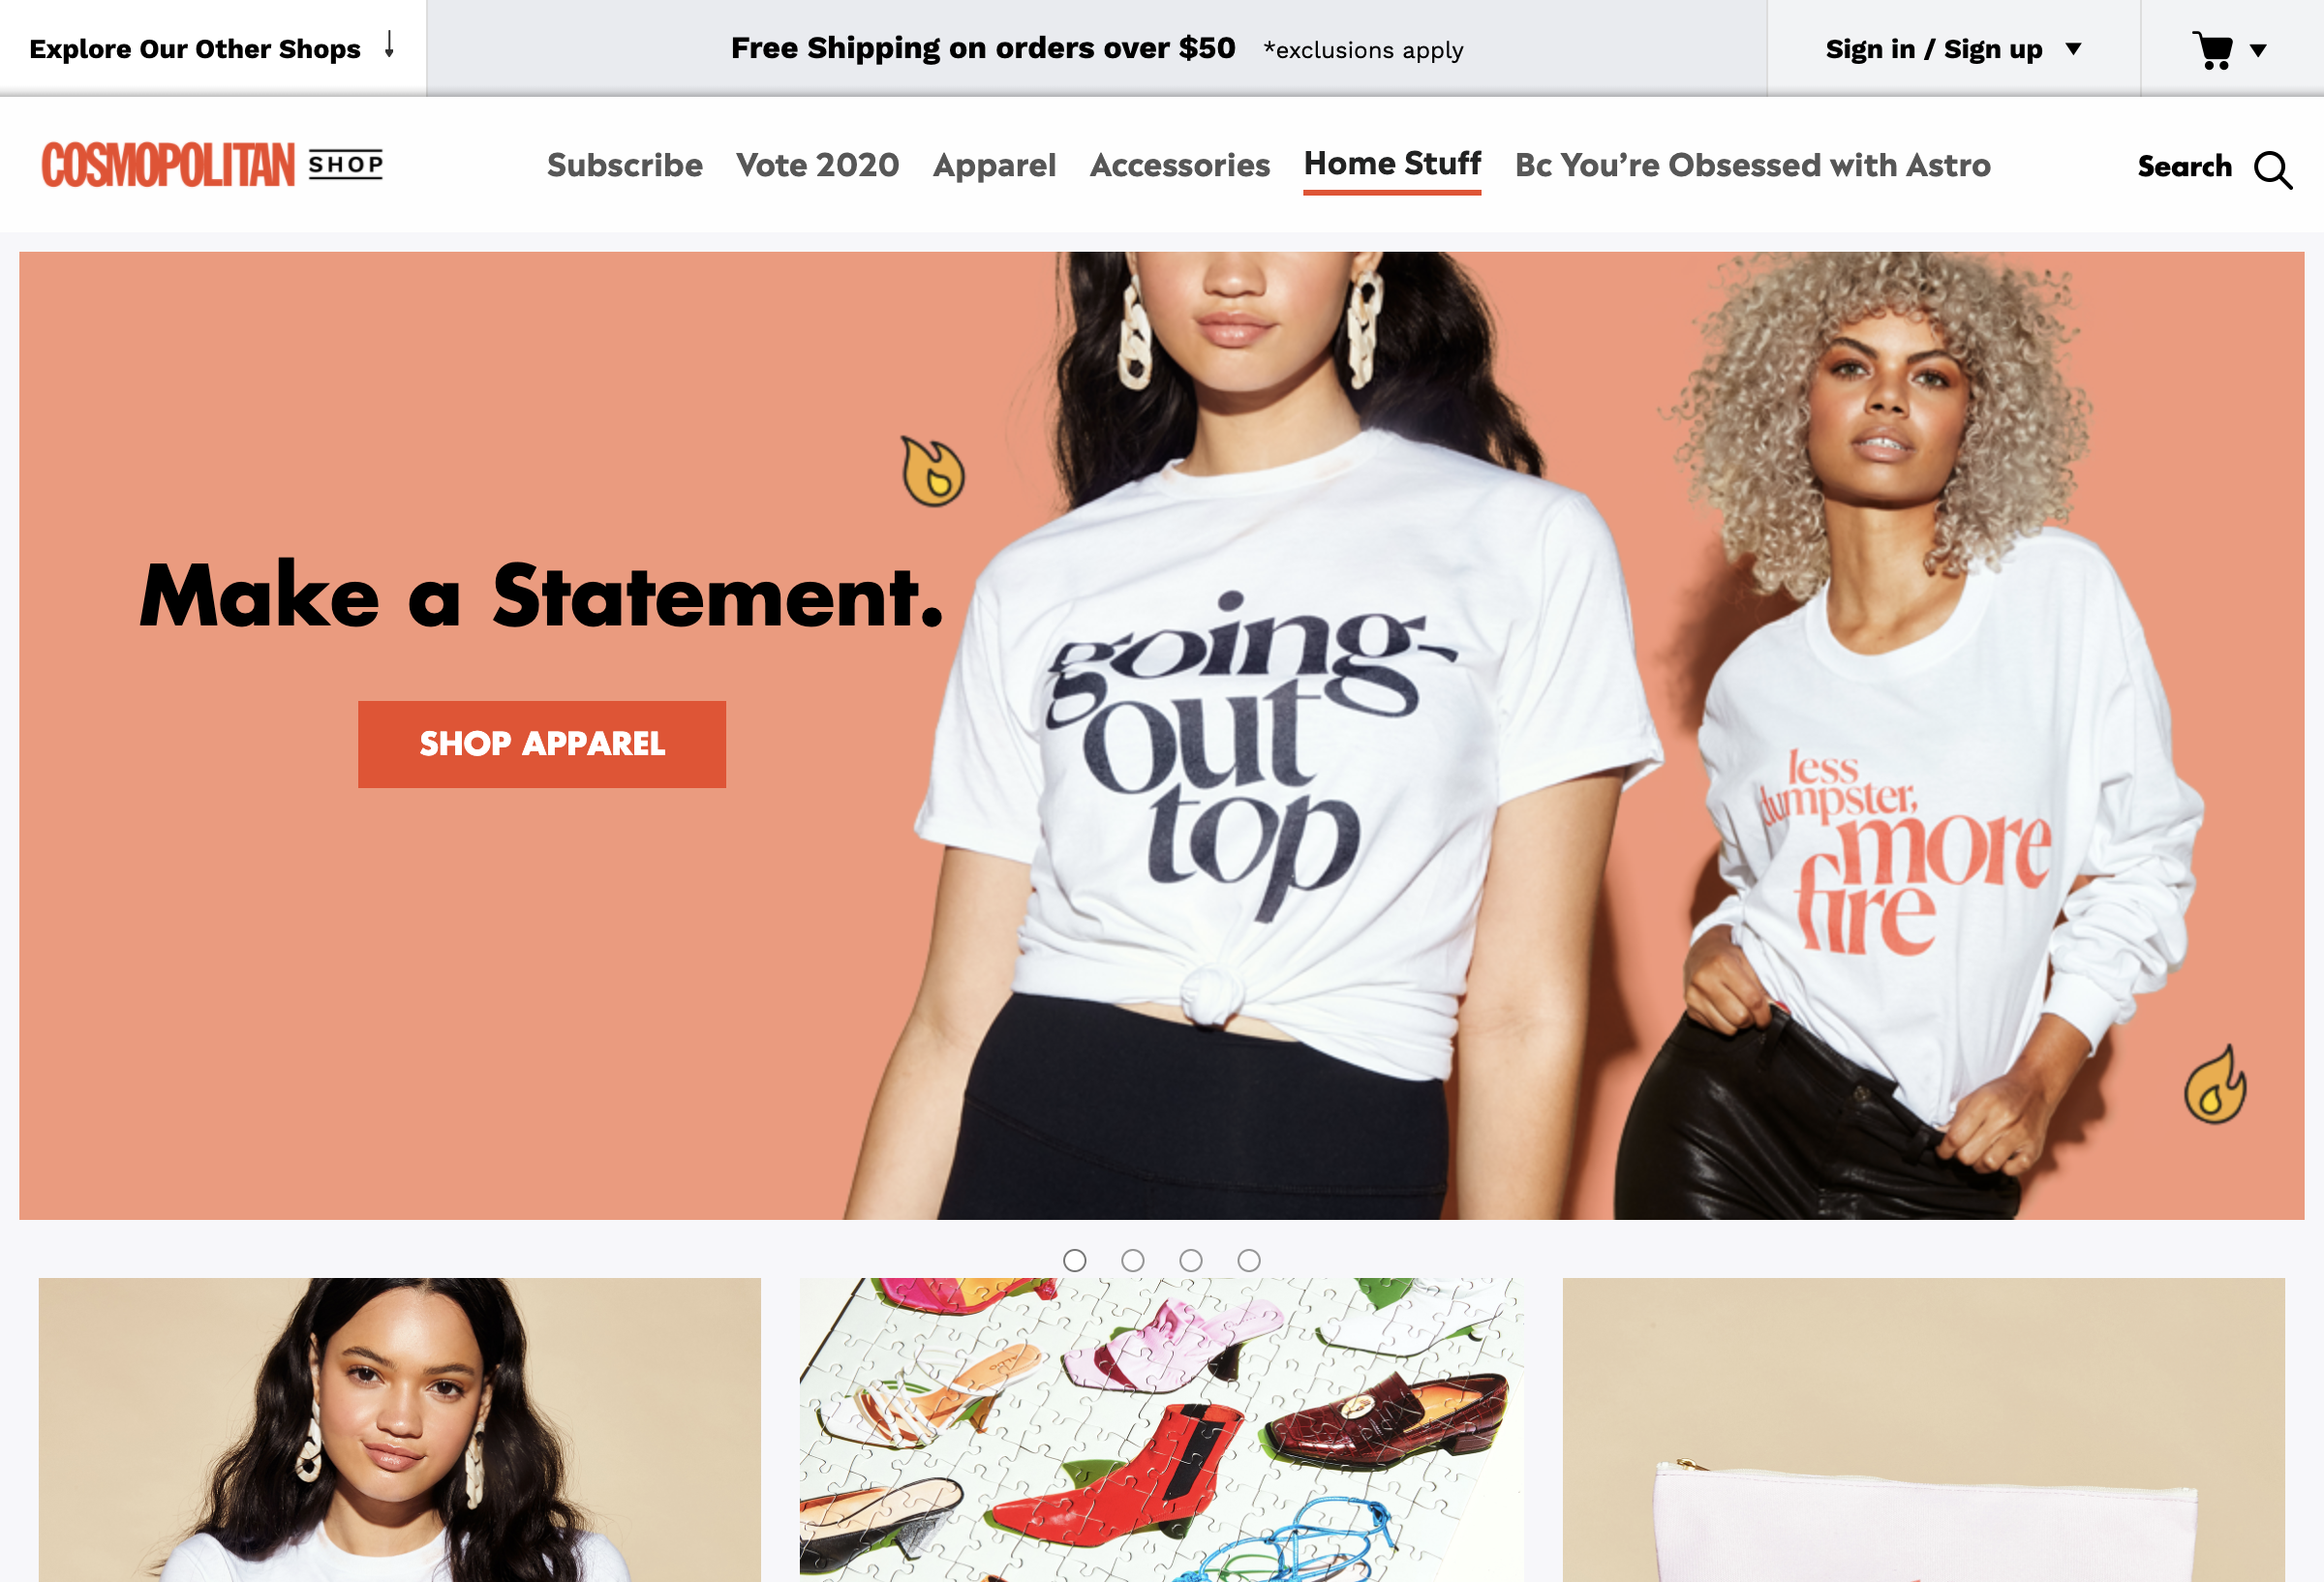 Explore Our Other Shops
Free Shipping on orders over $50 *exclusions apply
Sign in / Sign up
COSMOPOLITAN SHOP
Subscribe
Vote 2020
Apparel
Accessories
Home Stuff
Bc You’re Obsessed with Astro
Search
Make a Statement.
SHOP APPAREL
going-
out
top
less
dumpster,
more
fire
ALDO